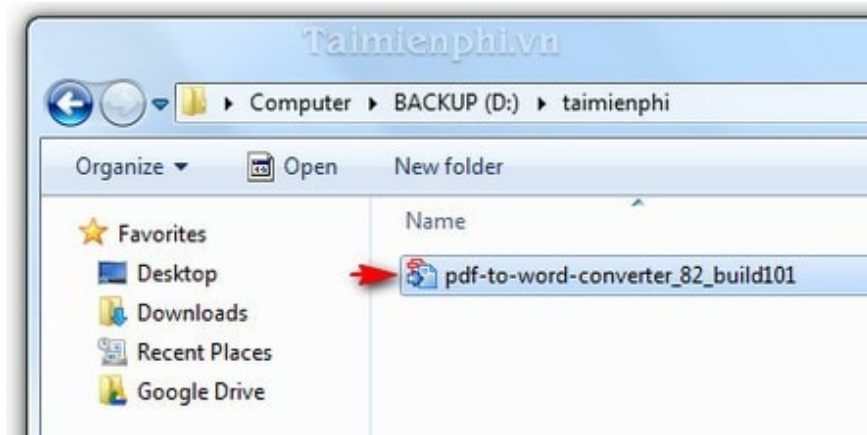 Taimienphi.vn
Computer BACKUP (D:) taimienphi
Organize Open New folder
Favorites
Desktop
Downloads
Recent Places
Google Drive
Name
pdf-to-word-converter_82_build101